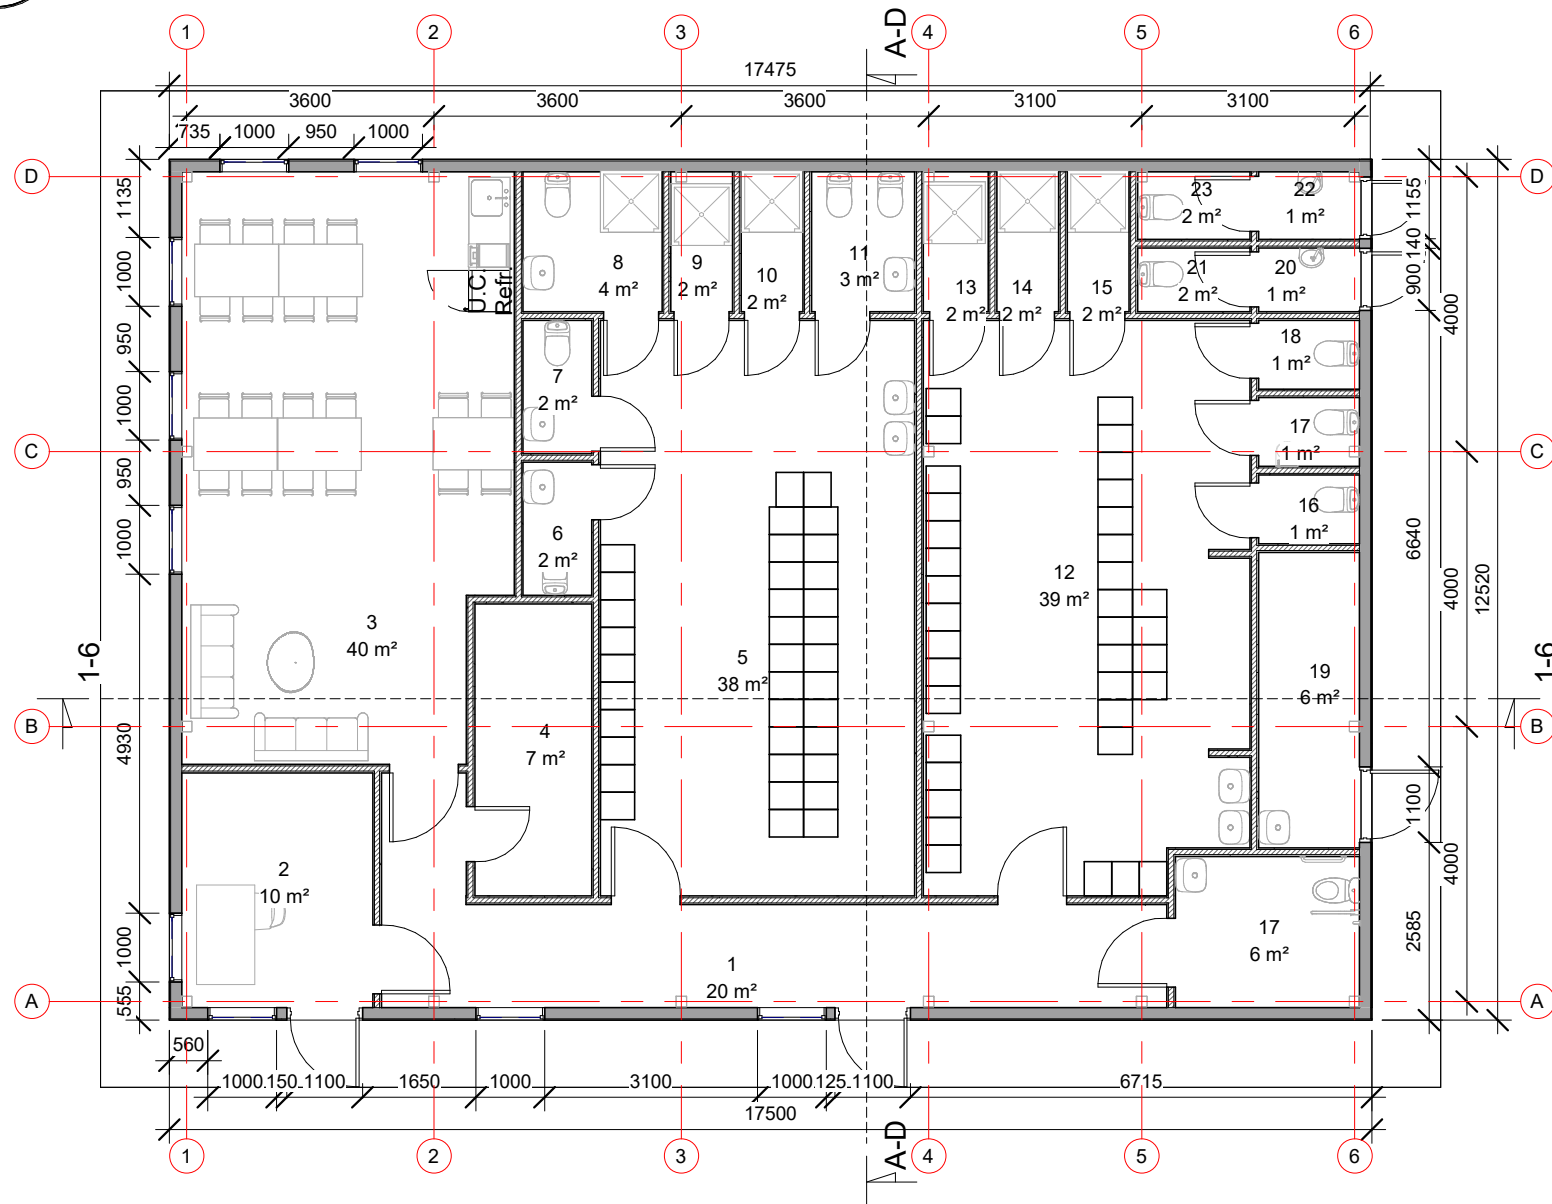 A-D
1 2 3 4 5 6
17475
3600 3600 3600 3100 3100
735 1000 950 1000
D D
1135
1000
950
1000
950
1000
4930
1000
555
1155
140
900
6640
1100
2585
4000
4000
4000
12520
U.C.
Refr.
8
4 m²
9
2 m²
10
2 m²
11
3 m²
13
2 m²
14
2 m²
15
2 m²
23
2 m²
22
1 m²
21
2 m²
20
1 m²
18
1 m²
7
2 m²
17
1 m²
C C
6
2 m²
16
1 m²
12
39 m²
3
40 m²
5
38 m²
19
6 m²
1-6 1-6
B B
4
7 m²
2
10 m²
17
6 m²
1
20 m²
A A
560
1000 150 1100 1650 1000 3100 1000 125 1100 6715
17500
A-D
1 2 3 4 5 6